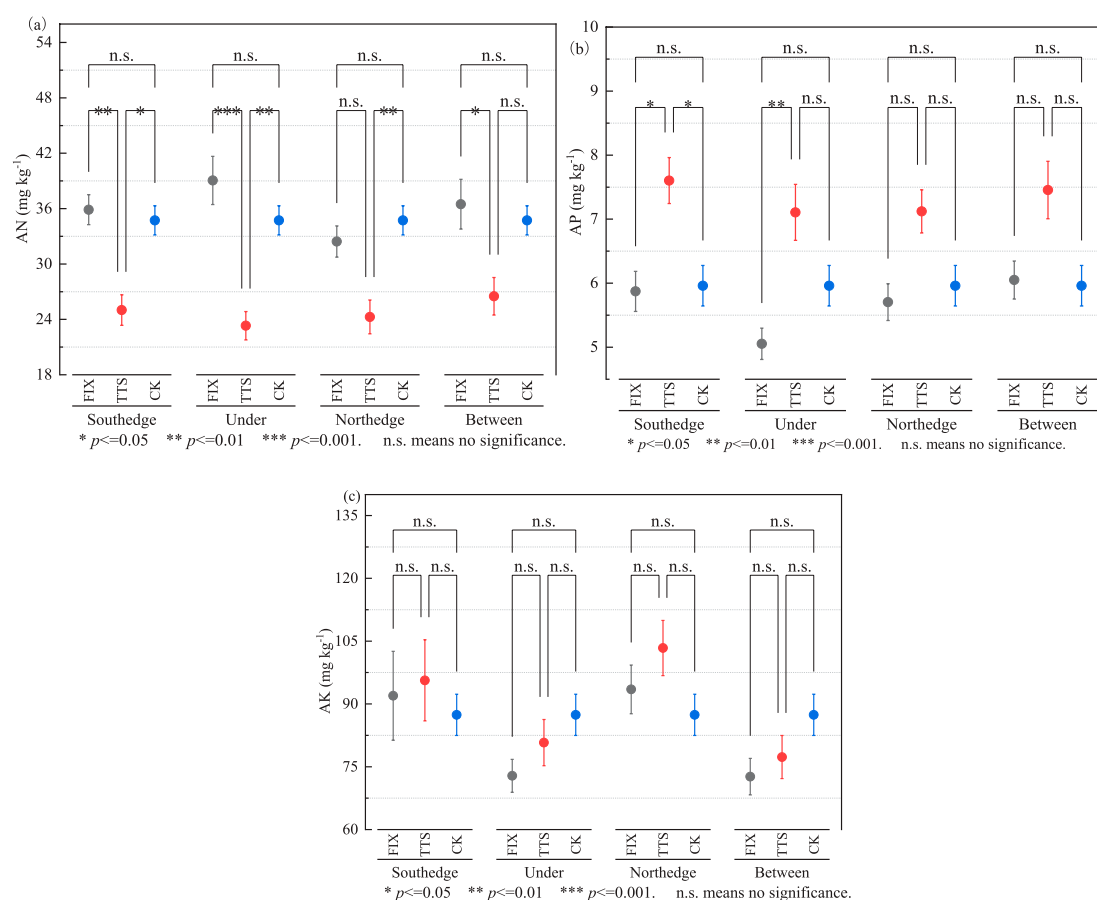 (a)
54
48
42
36
30
24
18
AN (mg kg-1)
n.s. n.s. n.s. n.s.
** * *** ** n.s. ** * n.s.
FIX TTS CK FIX TTS CK FIX TTS CK FIX TTS CK
Southedge Under Northedge Between
* p<=0.05 ** p<=0.01 *** p<=0.001. n.s. means no significance.
(b)
10
9
8
7
6
5
AP (mg kg-1)
n.s. n.s. n.s. n.s.
* * ** n.s. n.s. n.s. n.s. n.s.
FIX TTS CK FIX TTS CK FIX TTS CK FIX TTS CK
Southedge Under Northedge Between
* p<=0.05 ** p<=0.01 *** p<=0.001. n.s. means no significance.
(c)
135
120
105
90
75
60
AK (mg kg-1)
n.s. n.s. n.s. n.s.
n.s. n.s. n.s. n.s. n.s. n.s. n.s. n.s.
FIX TTS CK FIX TTS CK FIX TTS CK FIX TTS CK
Southedge Under Northedge Between
* p<=0.05 ** p<=0.01 *** p<=0.001. n.s. means no significance.